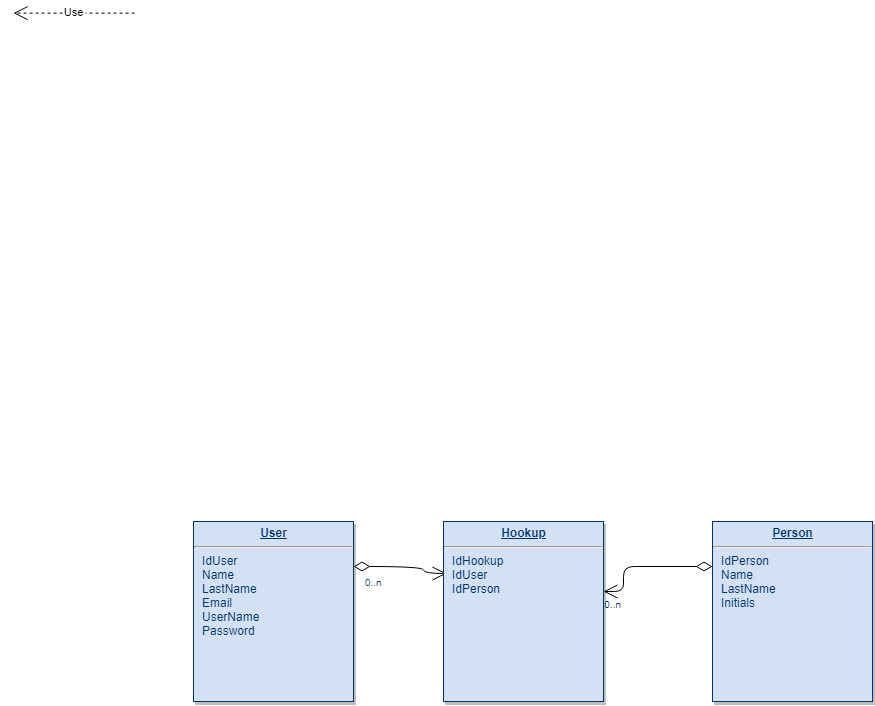 Use
User
IdUser
Name
LastName
Email
UserName
Password
0..n
Hookup
IdHookup
IdUser
IdPerson
0..n
Person
IdPerson
Name
LastName
Initials